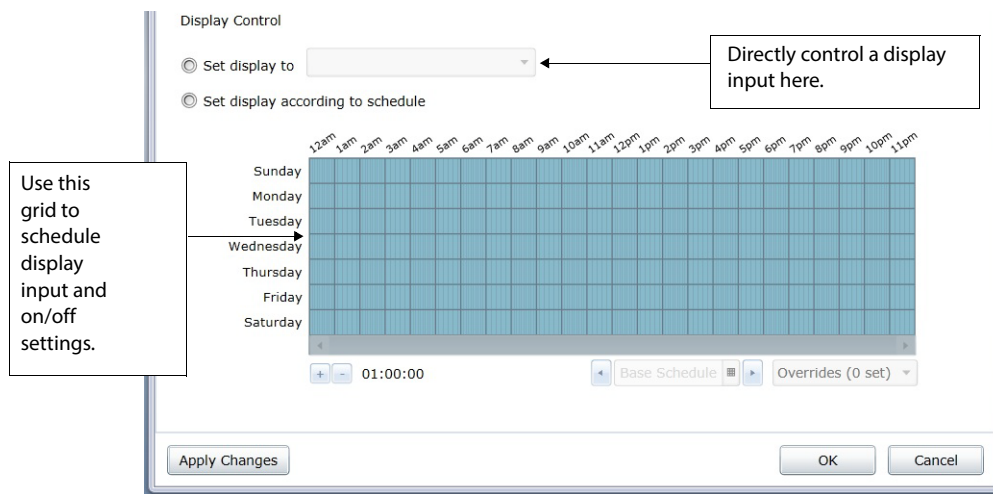 Display Control
Set display to
Directly control a display
input here.
Set display according to schedule
12am 1am 2am 3am 4am 5am 6am 7am 8am 9am 10am 11am 12pm 1pm 2pm 3pm 4pm 5pm 6pm 7pm 8pm 9pm 10pm 11pm
Use this
grid to
schedule
display
input and
on/off
settings.
Sunday
Monday
Tuesday
Wednesday
Thursday
Friday
Saturday
+ - 01:00:00 Base Schedule Overrides (0 set)
Apply Changes OK Cancel